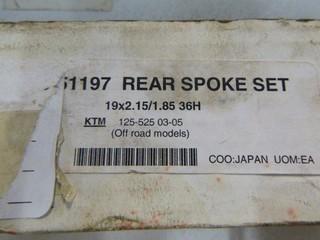 51197 REAR SPOKE SET
19x2.15/1.85 36H
KTM 125-525 03-05
(Off road models)
COO:JAPAN UOM:EA